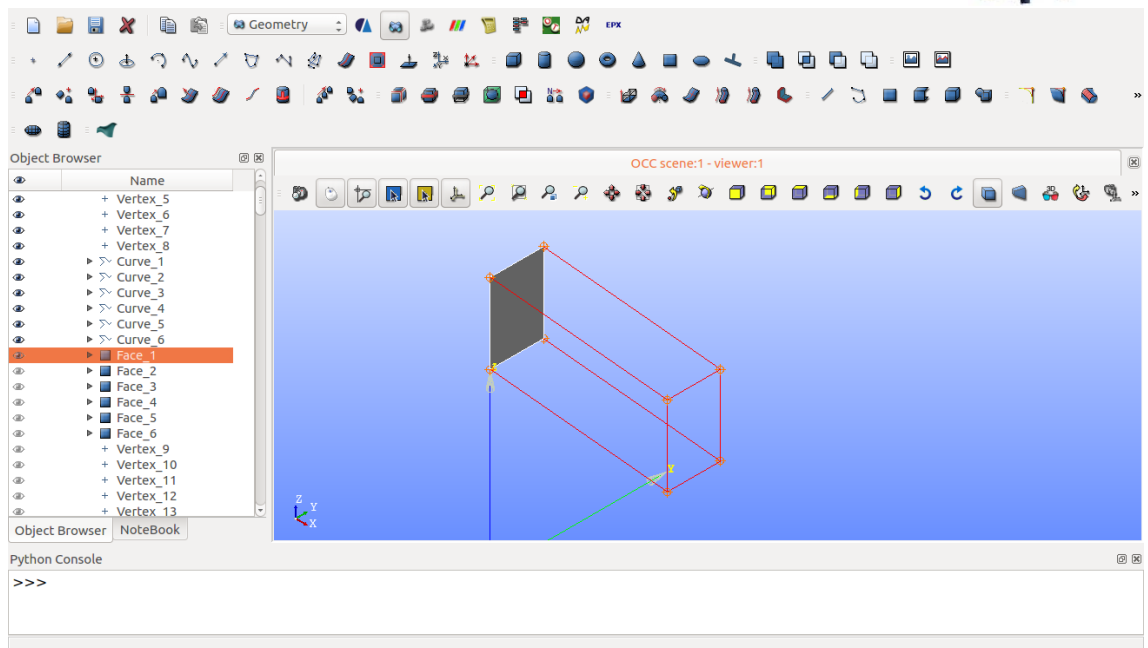 Geometry
EPX
Object Browser
OCC scene:1 - viewer:1
Name
Vertex_5
Vertex_6
Vertex_7
Vertex_8
Curve_1
Curve_2
Curve_3
Curve_4
Curve_5
Curve_6
Face_1
Face_2
Face_3
Face_4
Face_5
Face_6
Vertex_9
Vertex_10
Vertex_11
Vertex_12
Vertex_13
Y
Z
Y
X
Object Browser
NoteBook
Python Console
>>>